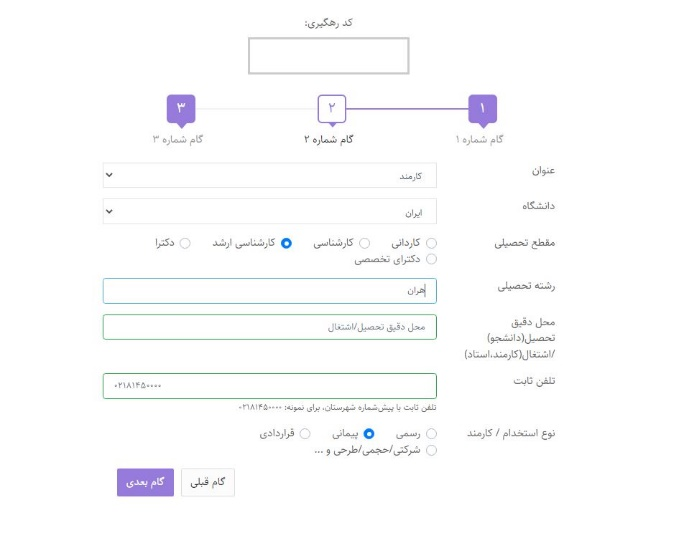 کد رهگیری:
۱
۲
۳
گام شماره ۱
گام شماره ۲
گام شماره ۳
عنوان
کارمند
دانشگاه
ایران
مقطع تحصیلی
کاردانی کارشناسی کارشناسی ارشد دکترا
دکترای تخصصی
رشته تحصیلی
هران
محل دقیق
تحصیل(دانشجو)
/اشتغال(کارمند،استاد)
محل دقیق تحصیل/اشتغال
تلفن ثابت
۰۲۱۸۱۴۵۰۰۰۰
تلفن ثابت با پیش‌شماره شهرستان، برای نمونه: ۰۲۱۸۱۴۵۰۰۰۰
نوع استخدام / کارمند
رسمی پیمانی قراردادی
شرکتی/حجمی/طرحی و ...
گام قبلی
گام بعدی